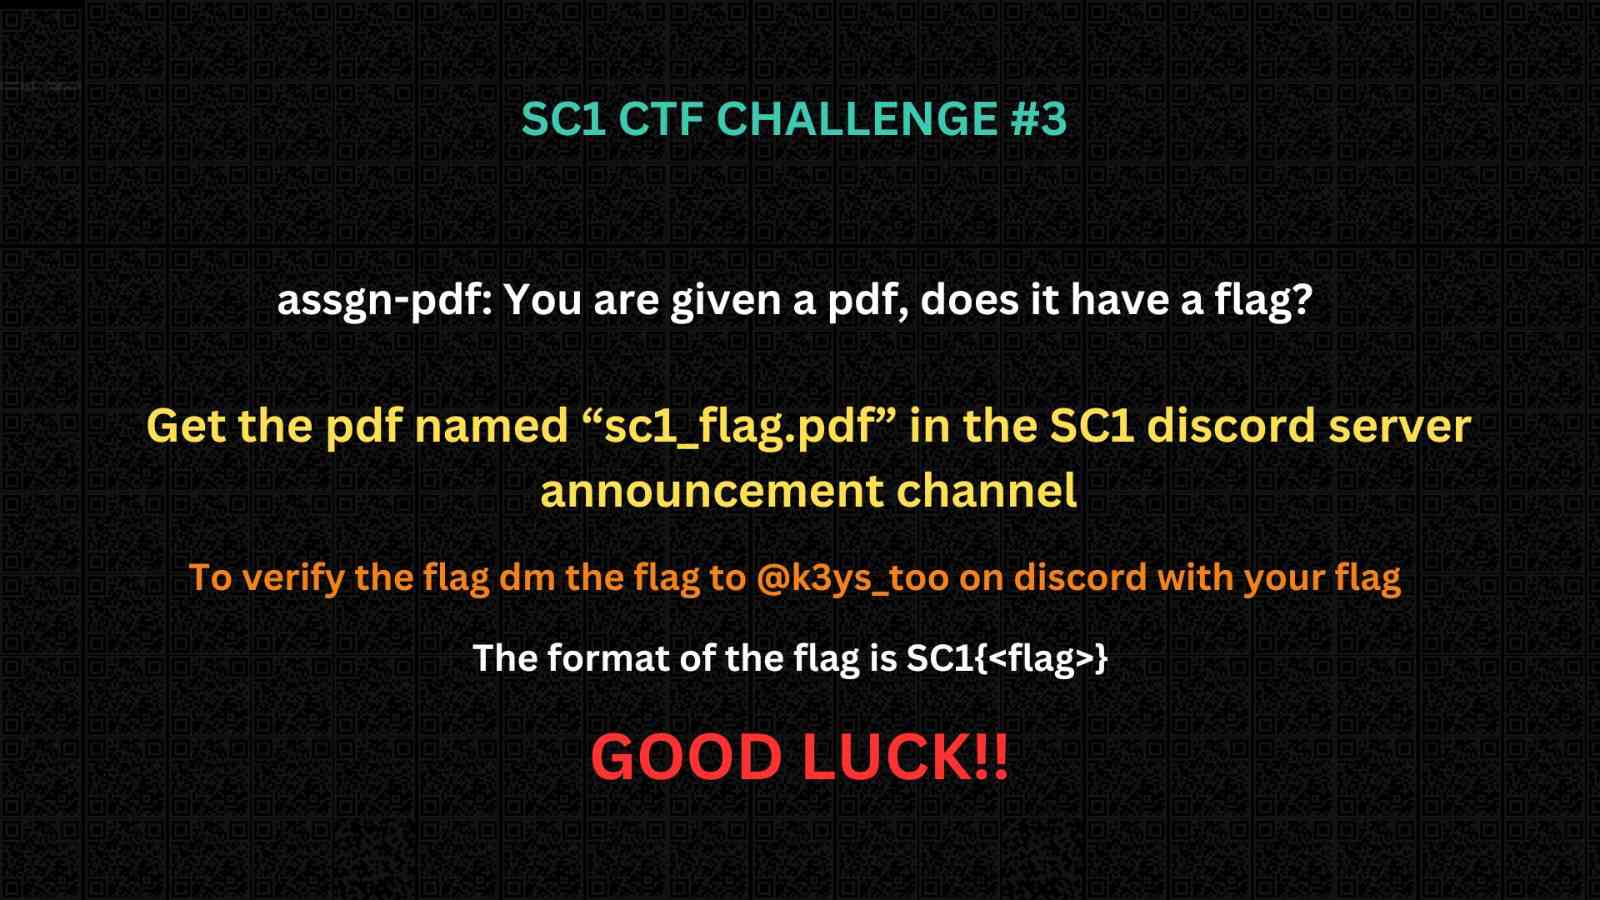 SC1 CTF CHALLENGE #3
assgn-pdf: You are given a pdf, does it have a flag?
Get the pdf named “sc1_flag.pdf” in the SC1 discord server
announcement channel
To verify the flag dm the flag to @k3ys_too on discord with your flag
The format of the flag is SC1{<flag>}
GOOD LUCK!!